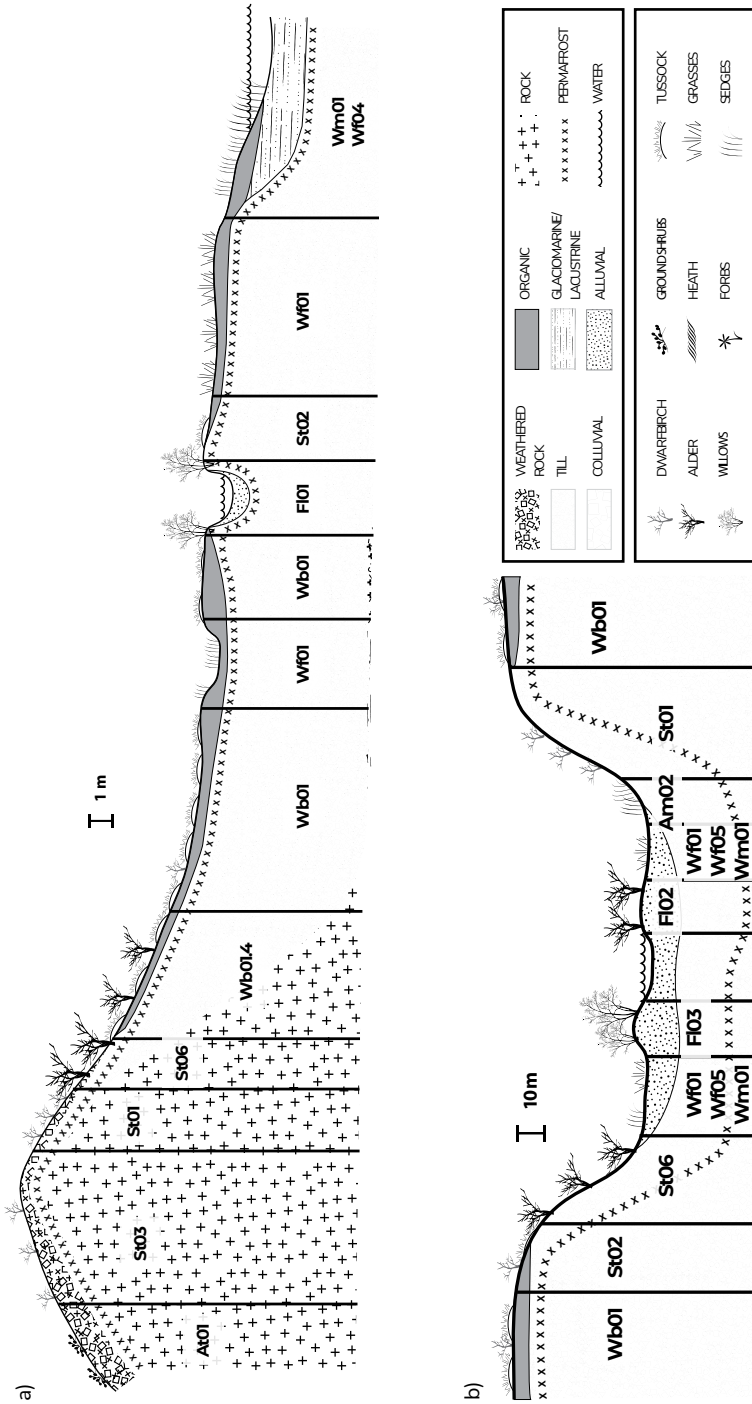 a)
At01
St03
St01
St06
Wb01.4
Wb01
Wf01
Wb01
Fl01
St02
Wf01
Wm01
Wf04
1 m
b)
Wb01
St02
St06
Wf01
Wf05
Wm01
Fl03
Fl02
Wf01
Wf05
Wm01
Am02
St01
Wb01
10 m
WEATHERED
ROCK
TILL
COLLUVIAL
ORGANIC
GLACIOMARINE/
LACUSTRINE
ALLUVIAL
ROCK
PERMAFROST
WATER
DWARF BIRCH
ALDER
WILLOWS
GROUND SHRUBS
HEATH
FORBS
TUSSOCK
GRASSES
SEDGES